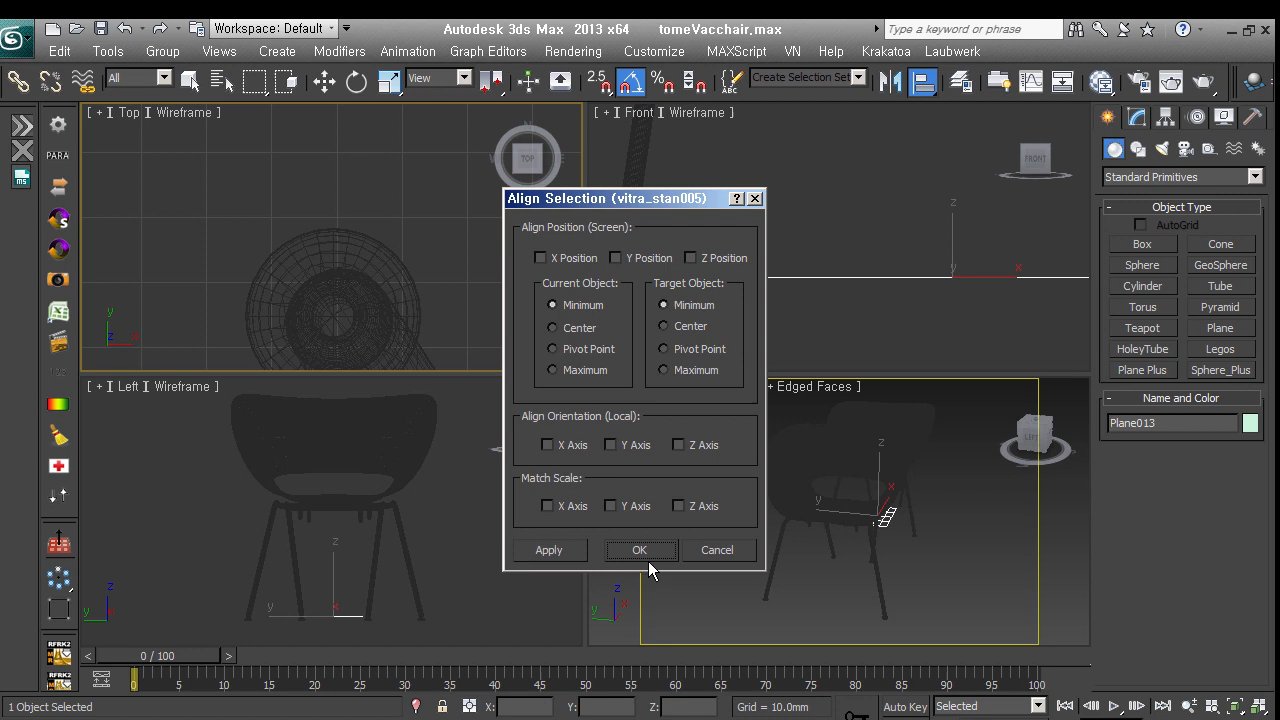 Workspace: Default
Autodesk 3ds Max 2013 x64
tomeVacchair.max
Type a keyword or phrase
Edit
Tools
Group
Views
Create
Modifiers
Animation
Graph Editors
Rendering
Customize
MAXScript
VN
Help
Krakatoa
Laubwerk
All
View
2.5
Create Selection Set
[ + ] Top ] Wireframe ]
[ + ] Front ] Wireframe ]
TOP
FRONT
PARA
Align Selection (vitra_stan005)
Align Position (Screen):
X Position
Y Position
Z Position
Current Object:
Target Object:
Minimum
Minimum
Center
Center
Pivot Point
Pivot Point
Maximum
Maximum
Align Orientation (Local):
X Axis
Y Axis
Z Axis
Match Scale:
X Axis
Y Axis
Z Axis
Apply
OK
Cancel
[ + ] Left ] Wireframe ]
+ Edged Faces ]
Standard Primitives
Object Type
AutoGrid
Box
Cone
Sphere
GeoSphere
Cylinder
Tube
Torus
Pyramid
Teapot
Plane
HoleyTube
Legos
Plane Plus
Sphere_Plus
Name and Color
Plane013
RFRK2
RFRK2
0 / 100
0 5 10 15 20 25 30 35 40 45 50 55 60 65 70 75 80 85 90 95 100
1 Object Selected
X:
Y:
Z:
Grid = 10.0mm
Auto Key
Selected